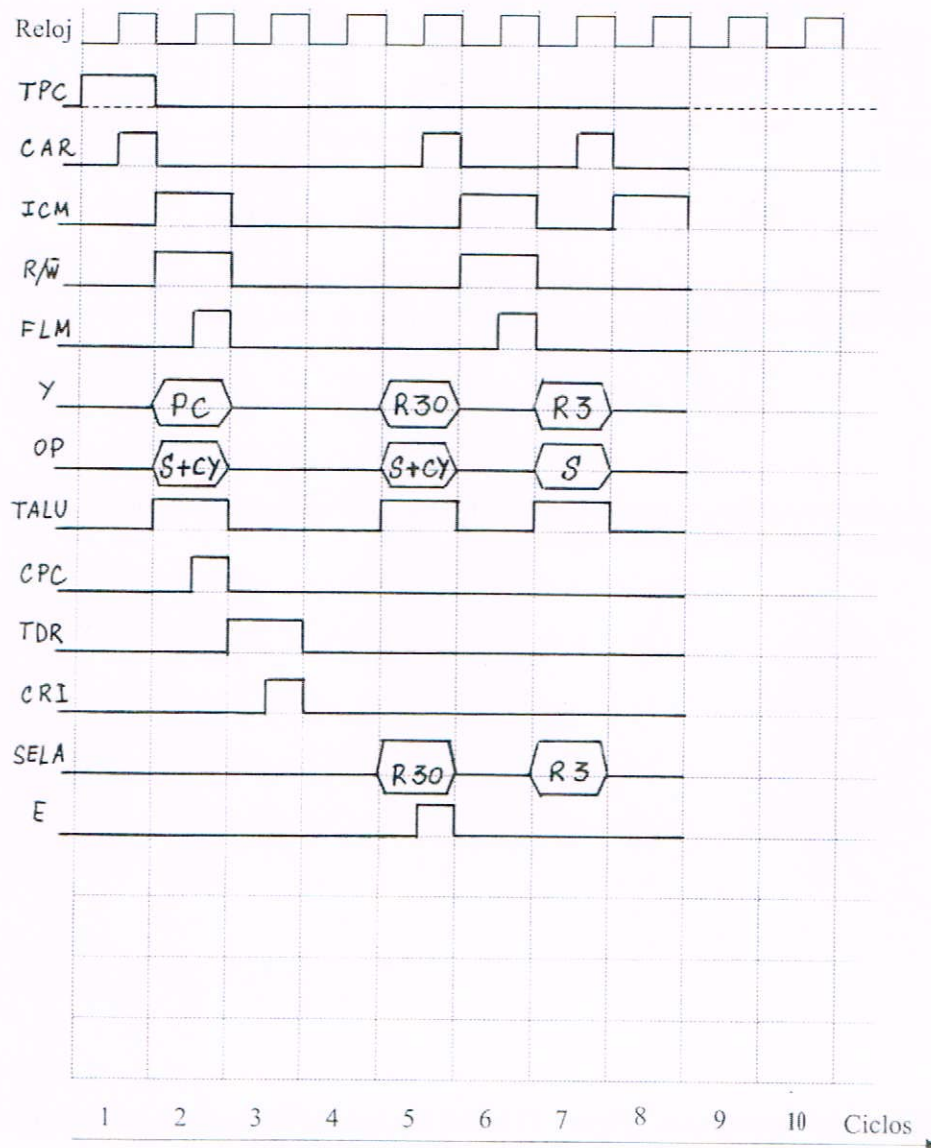 Reloj
TPC
CAR
ICM
R/W̄
FLM
Y PC R30 R3
OP S+CY S+CY S
TALU
CPC
TDR
CRI
SELA R30 R3
E
1 2 3 4 5 6 7 8 9 10 Ciclos